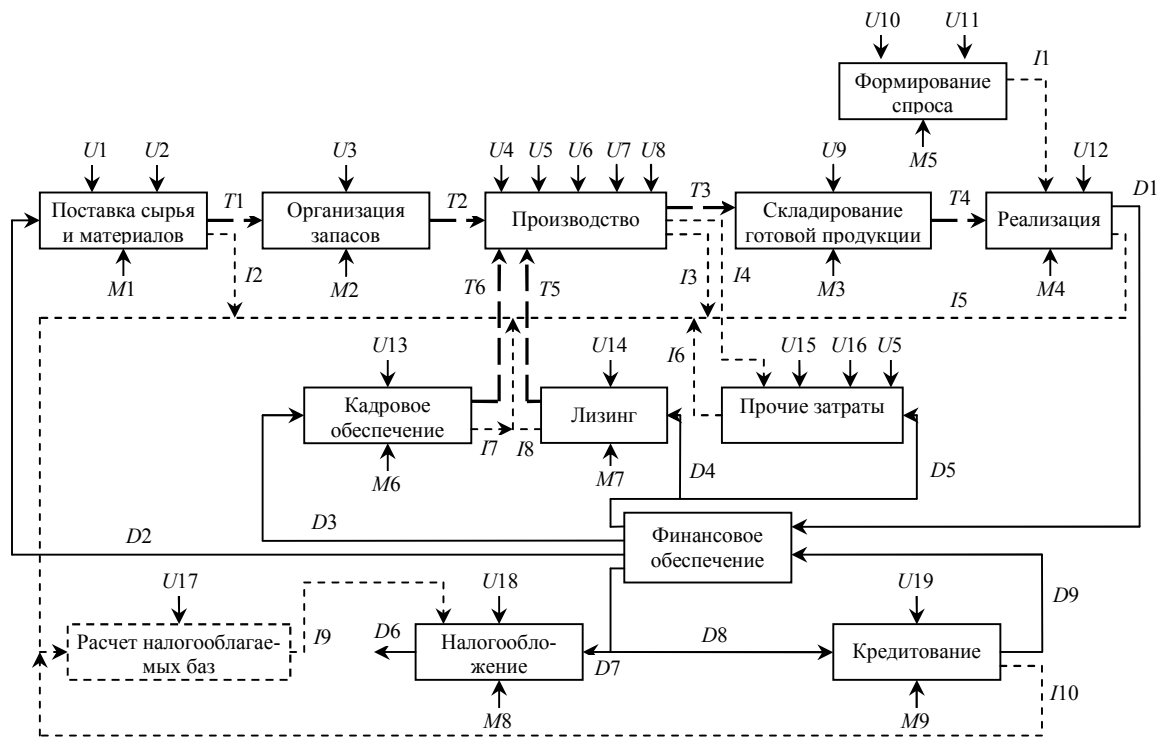 U10 U11
I1
Формирование
спроса
M5
U1 U2 U3 U4 U5 U6 U7 U8 U9 U12
D1
T1 T2 T3 T4
Поставка сырья
и материалов
Организация
запасов
Производство
Складирование
готовой продукции
Реализация
M1 I2 M2 T6 T5 I3 I4 M3 M4
I5
U13 U14 I6 U15 U16 U5
Кадровое
обеспечение
Лизинг
Прочие затраты
I7 I8
M6 M7 D4 D5
D3
D2
Финансовое
обеспечение
U17 U18 U19 D9
Расчет налогооблагае-
мых баз
I9
D6
Налогообло-
жение
D7
D8
Кредитование
I10
M8 M9